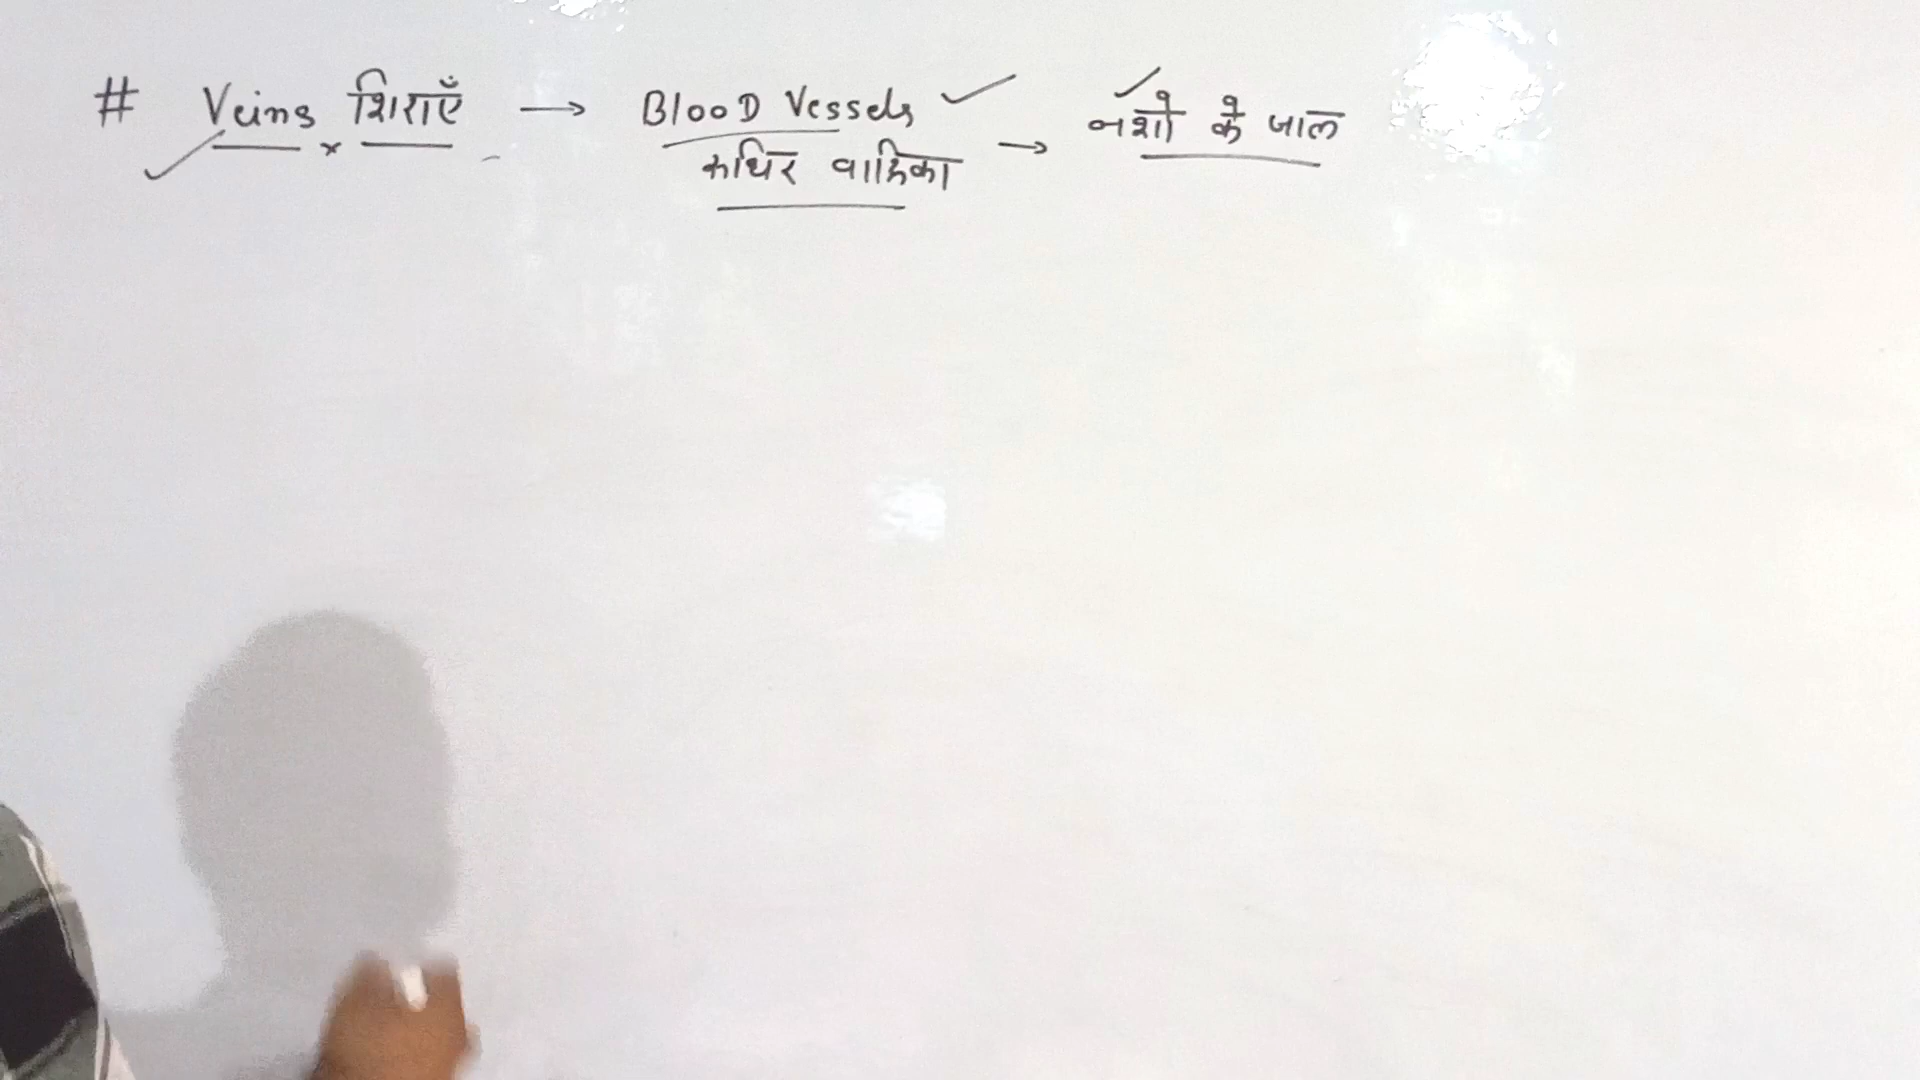 # Veins शिराएँ → BlooD Vessels ✓ → नशो के जाल
रुधिर वाहिका